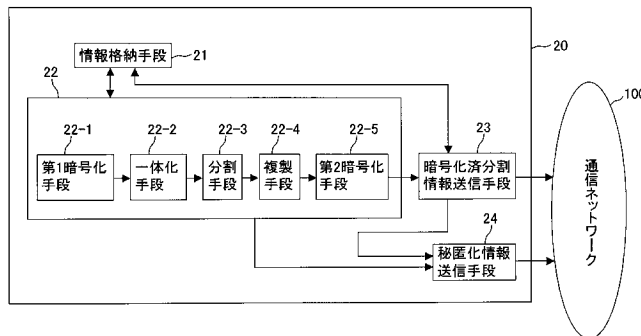 情報格納手段
21
20
22
100
22-1
22-2
22-3
22-4
22-5
23
第1暗号化
手段
一体化
手段
分割
手段
複製
手段
第2暗号化
手段
暗号化済分割
情報送信手段
24
秘匿化情報
送信手段
通信ネットワーク